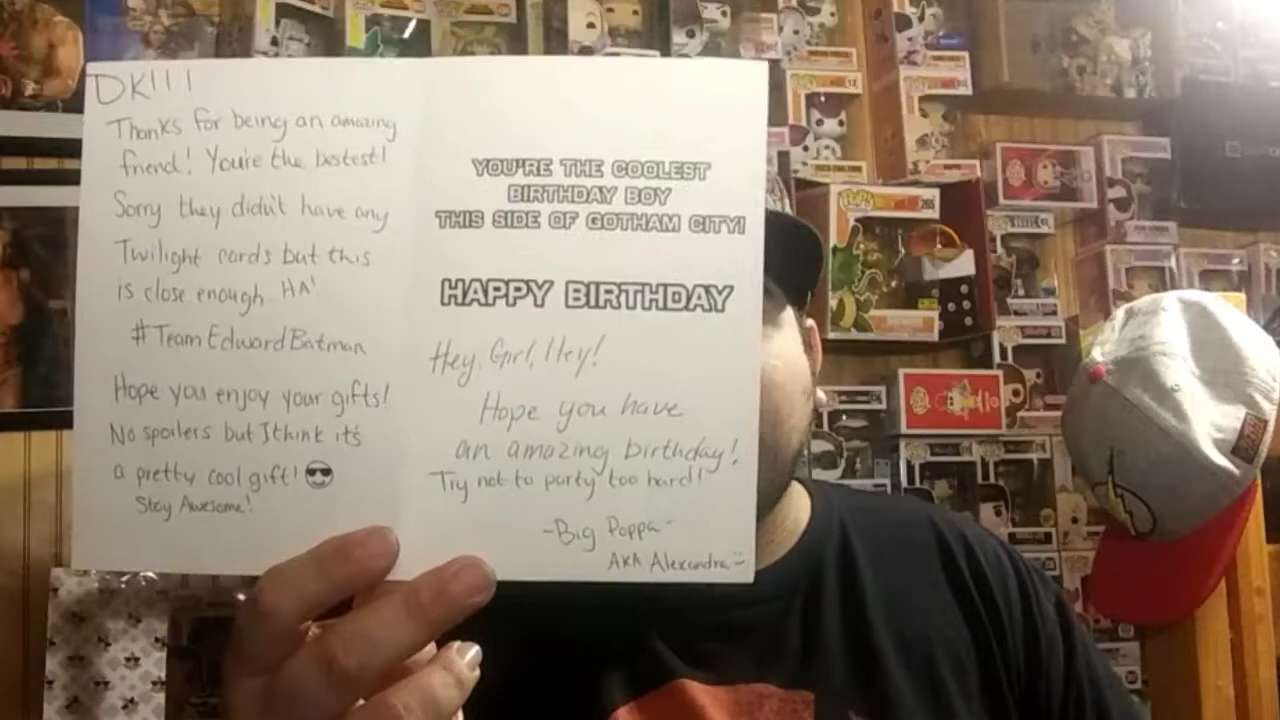 DK!!!
Thanks for being an amazing
friend! You're the bestest!
Sorry they didn't have any
Twilight cards but this
is close enough HA!
#TeamEdwardBatman
Hope you enjoy your gifts!
No spoilers but I think it's
a pretty cool gift! 😎
Stay Awesome!
YOU'RE THE COOLEST
BIRTHDAY BOY
THIS SIDE OF GOTHAM CITY!
HAPPY BIRTHDAY
Hey, Girl, Hey!
Hope you have
an amazing birthday!
Try not to party too hard!
-Big Poppa-
AKA Alexandra :)